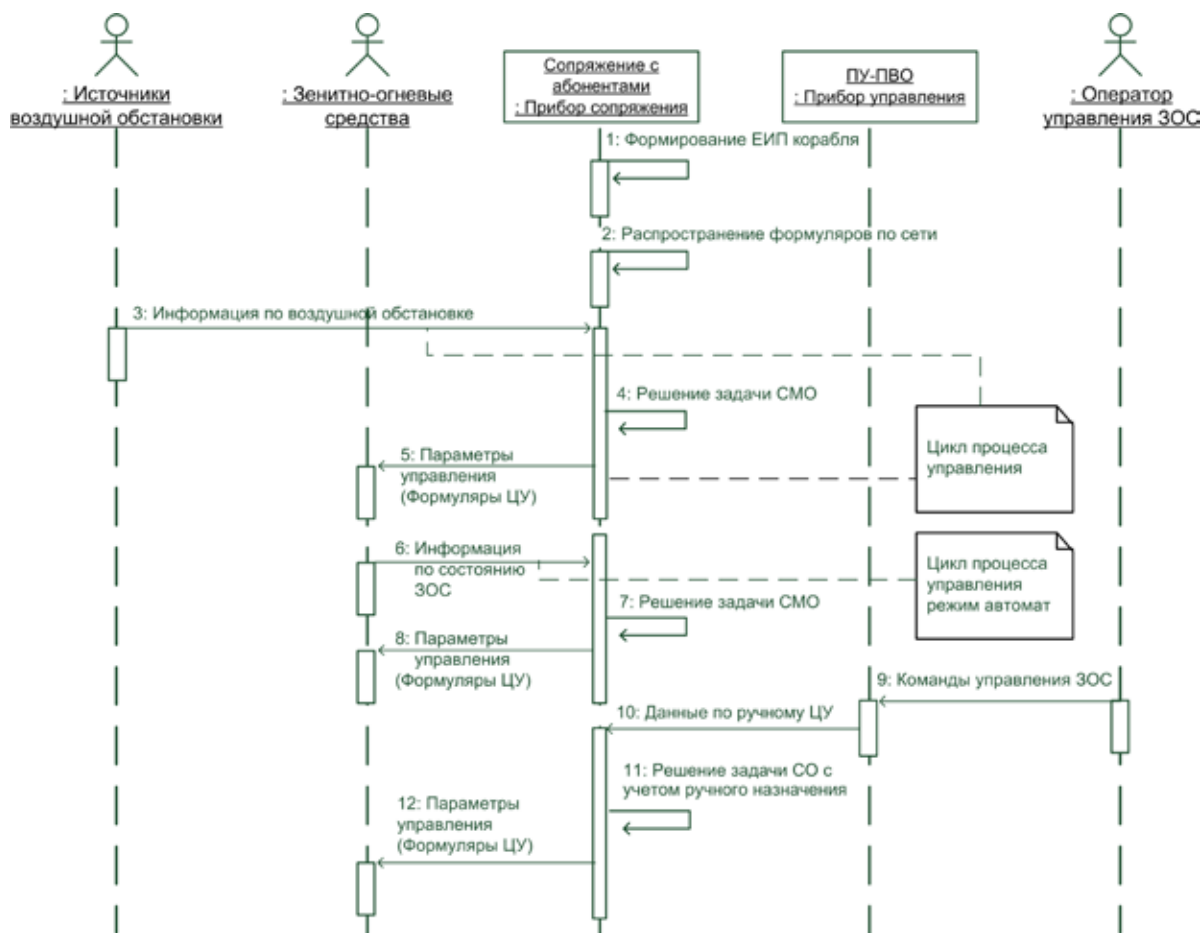 : Источники
воздушной обстановки
: Зенитно-огневые
средства
Сопряжение с
абонентами
: Прибор сопряжения
ПУ-ПВО
: Прибор управления
: Оператор
управления ЗОС
1: Формирование ЕИП корабля
2: Распространение формуляров по сети
3: Информация по воздушной обстановке
4: Решение задачи СМО
Цикл процесса
управления
5: Параметры
управления
(Формуляры ЦУ)
6: Информация
по состоянию
ЗОС
Цикл процесса
управления
режим автомат
7: Решение задачи СМО
8: Параметры
управления
(Формуляры ЦУ)
9: Команды управления ЗОС
10: Данные по ручному ЦУ
11: Решение задачи СО с
учетом ручного назначения
12: Параметры
управления
(Формуляры ЦУ)